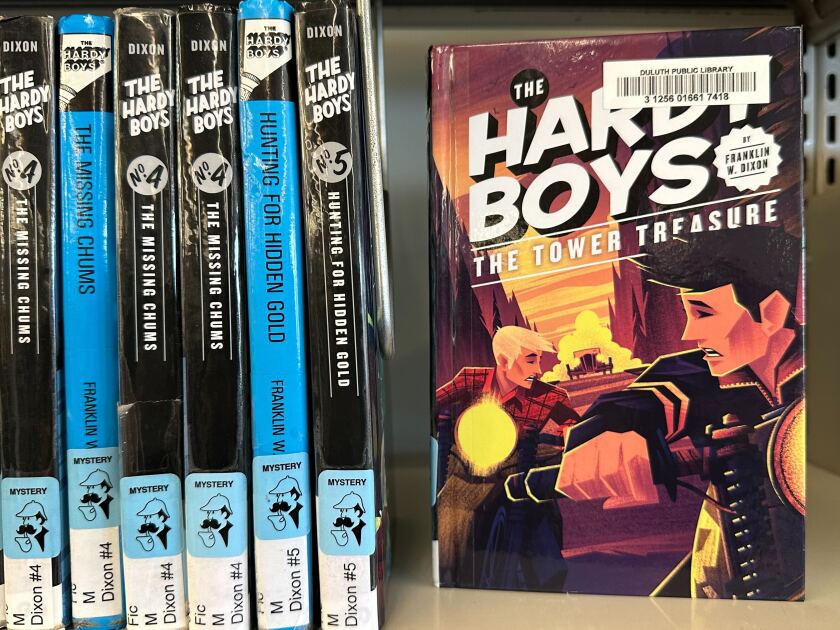 DIXON
THE
HARDY
BOYS
No. 4
THE MISSING CHUMS
M
Dixon #4
THE
HARDY
BOYS
THE MISSING CHUMS
FRANKLIN W
MYSTERY
Fic
M
Dixon #4
DIXON
THE
HARDY
BOYS
No. 4
THE MISSING CHUMS
MYSTERY
Fic
M
Dixon #4
DIXON
THE
HARDY
BOYS
No. 4
THE MISSING CHUMS
MYSTERY
Fic
M
Dixon #4
THE
HARDY
BOYS
HUNTING FOR HIDDEN GOLD
FRANKLIN W
MYSTERY
Fic
M
Dixon #5
DIXON
THE
HARDY
BOYS
No. 5
HUNTING FOR HIDDEN GOLD
MYSTERY
M
Dixon #5
DULUTH PUBLIC LIBRARY
3 1256 01661 7418
THE
HARDY
BOYS
BY
FRANKLIN
W. DIXON
THE TOWER TREASURE